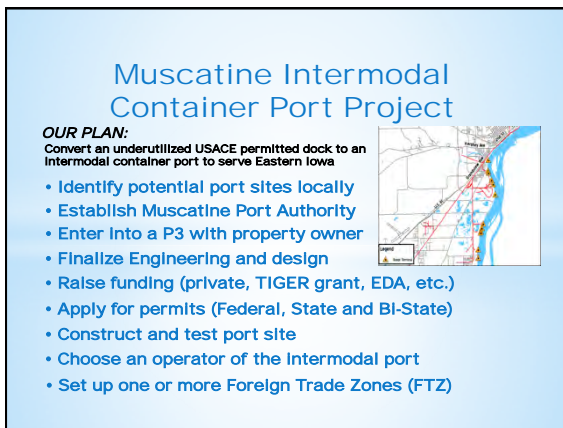 Muscatine Intermodal
Container Port Project
OUR PLAN:
Convert an underutilized USACE permitted dock to an
intermodal container port to serve Eastern Iowa
• Identify potential port sites locally
• Establish Muscatine Port Authority
• Enter into a P3 with property owner
• Finalize Engineering and design
• Raise funding (private, TIGER grant, EDA, etc.)
• Apply for permits (Federal, State and Bi-State)
• Construct and test port site
• Choose an operator of the intermodal port
• Set up one or more Foreign Trade Zones (FTZ)
Legend